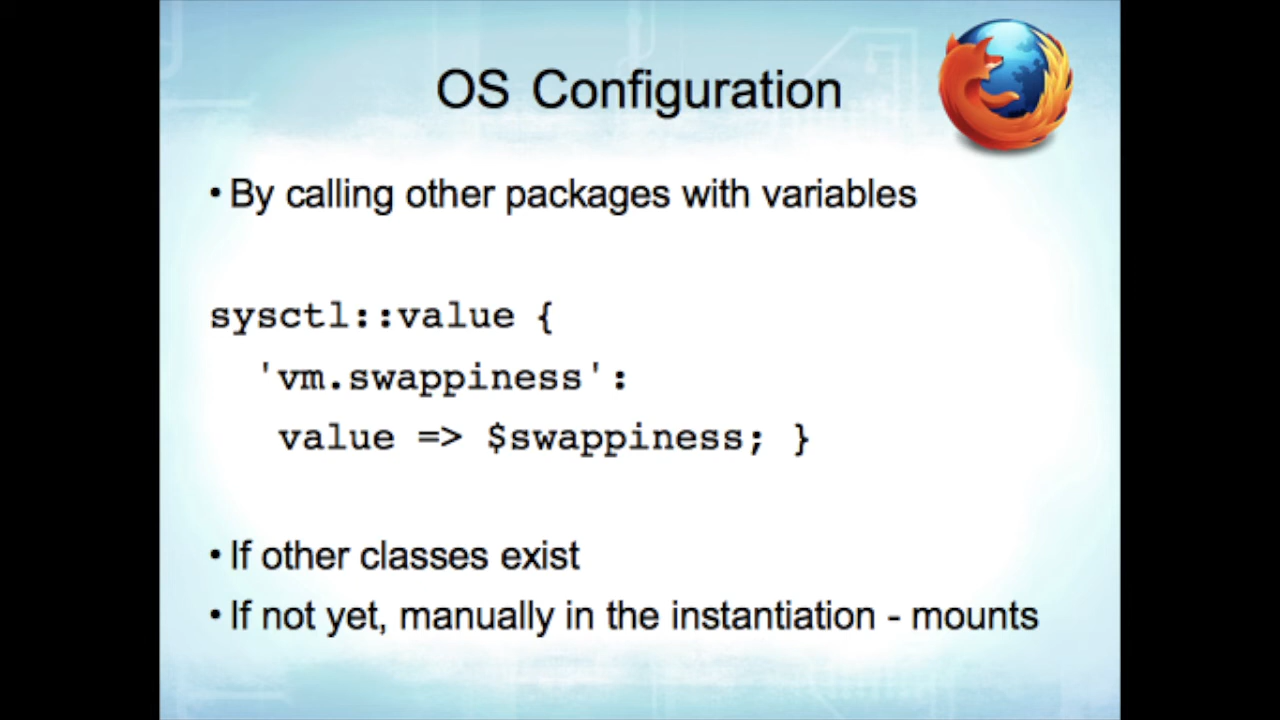 OS Configuration
• By calling other packages with variables
sysctl::value {
'vm.swappiness':
value => $swappiness; }
• If other classes exist
• If not yet, manually in the instantiation - mounts